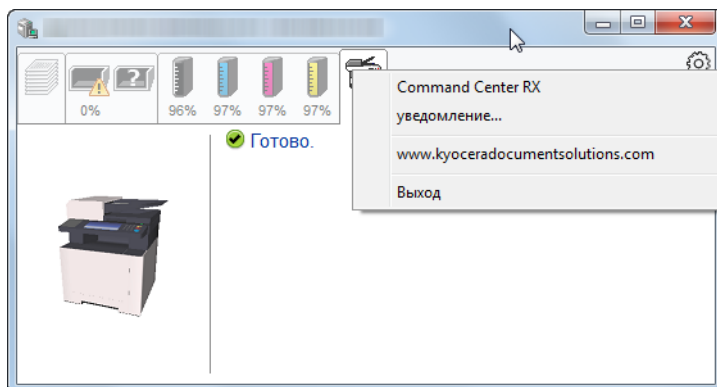 ?
0%
96%
97%
97%
97%
Готово.
Command Center RX
уведомление...
www.kyoceradocumentsolutions.com
Выход